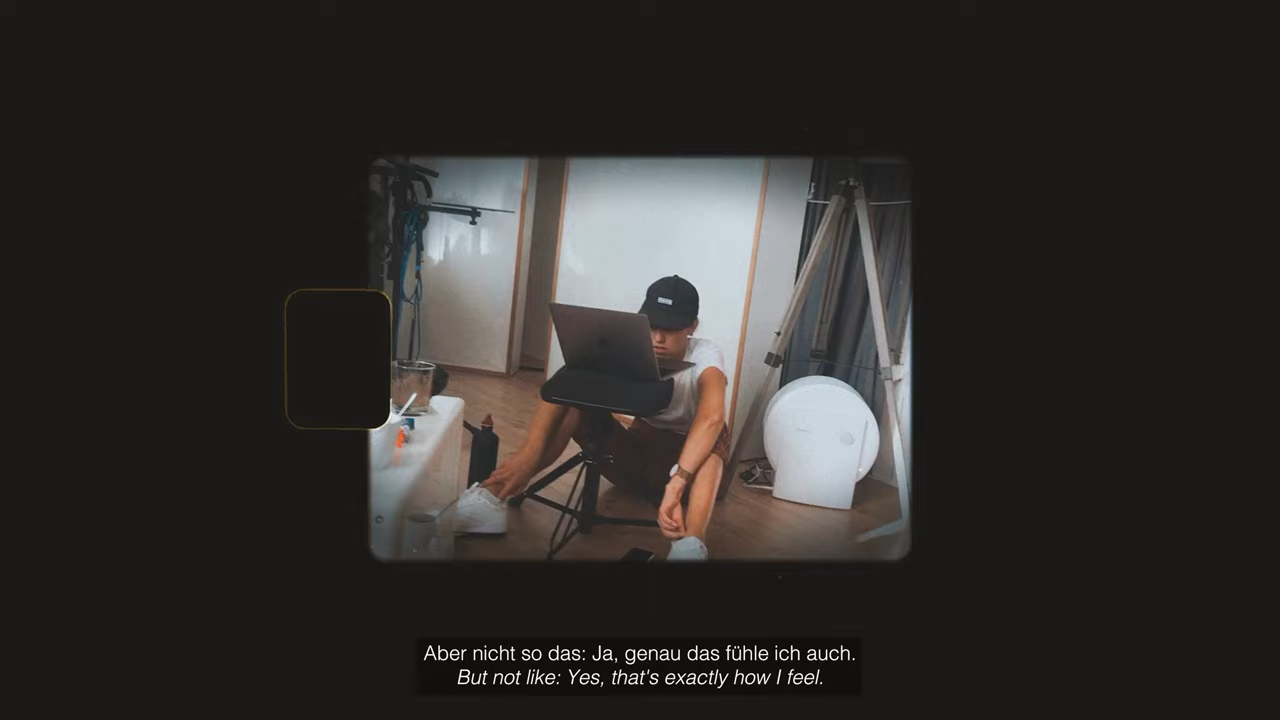 Aber nicht so das: Ja, genau das fühle ich auch.
But not like: Yes, that's exactly how I feel.